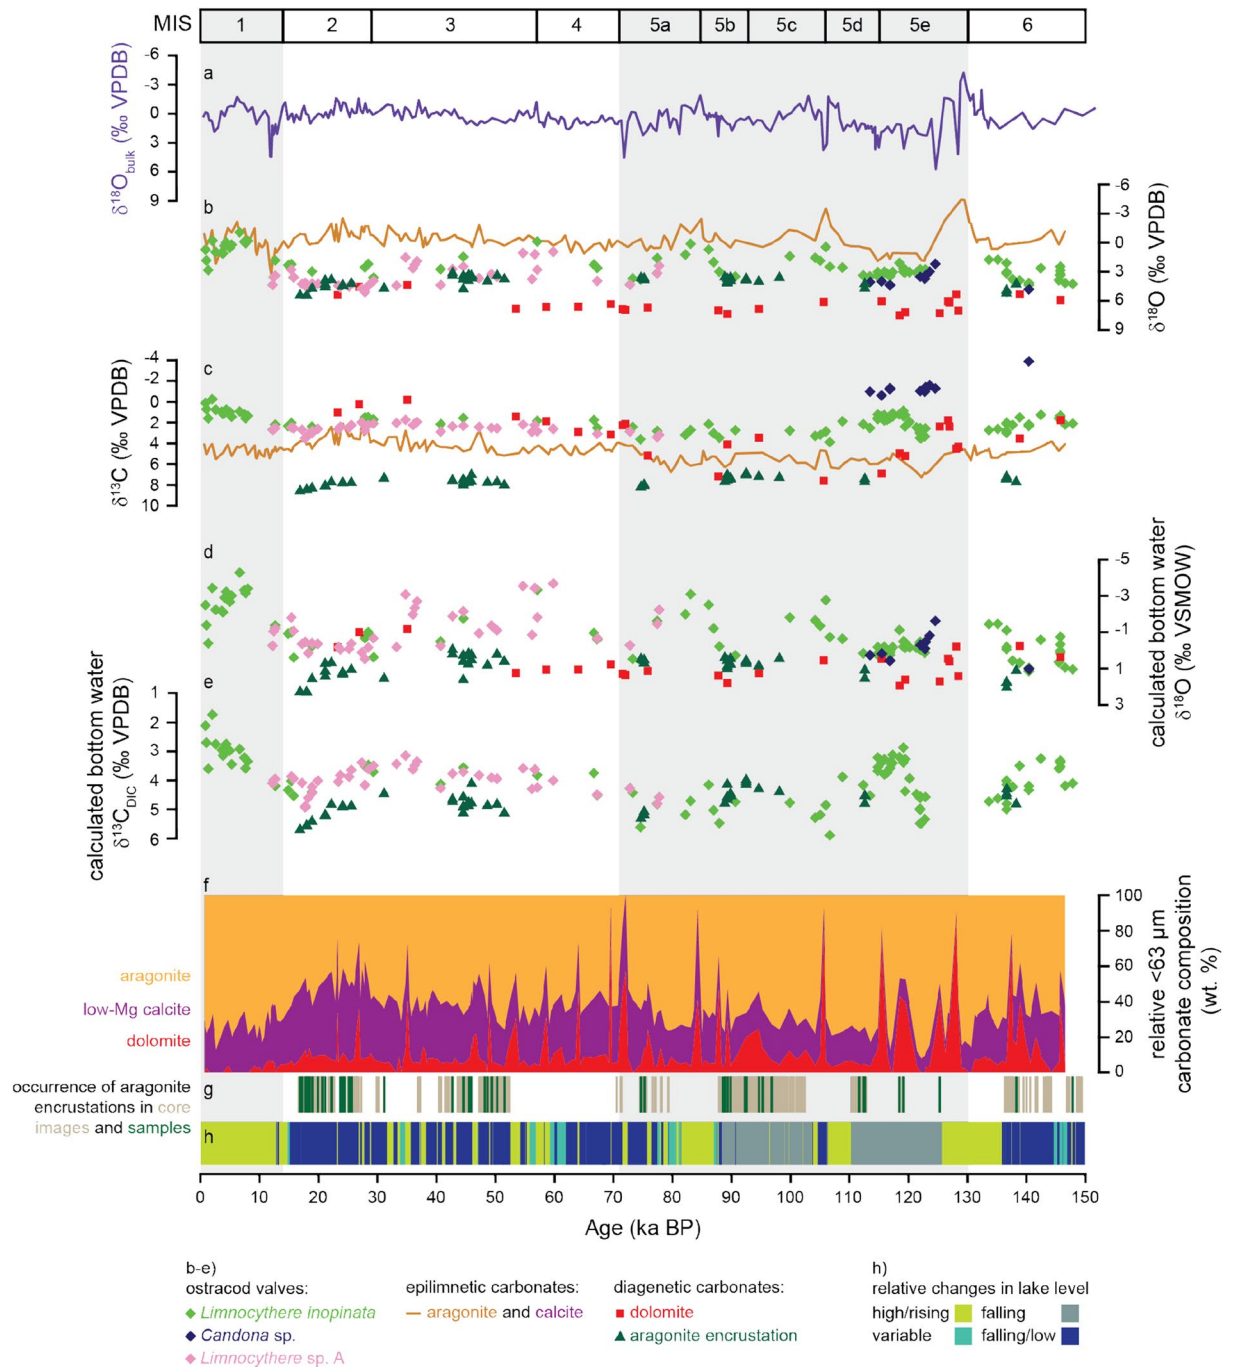 MIS 1 2 3 4 5a 5b 5c 5d 5e 6
a
-6
-3
0
3
6
9
δ18Obulk (‰ VPDB)
b
-6
-3
0
3
6
9
δ18O (‰ VPDB)
c
-4
-2
0
2
4
6
8
10
δ13C (‰ VPDB)
d
-5
-3
-1
1
3
calculated bottom water
δ18O (‰ VSMOW)
e
1
2
3
4
5
6
calculated bottom water
δ13CDIC (‰ VPDB)
f
100
80
60
40
20
0
relative <63 µm
carbonate composition
(wt. %)
aragonite
low-Mg calcite
dolomite
occurrence of aragonite
encrustations in core
images and samples
g
h
0 10 20 30 40 50 60 70 80 90 100 110 120 130 140 150
Age (ka BP)
b-e)
ostracod valves:
Limnocythere inopinata
Candona sp.
Limnocythere sp. A
epilimnetic carbonates:
aragonite and calcite
diagenetic carbonates:
dolomite
aragonite encrustation
h)
relative changes in lake level
high/rising falling
variable falling/low